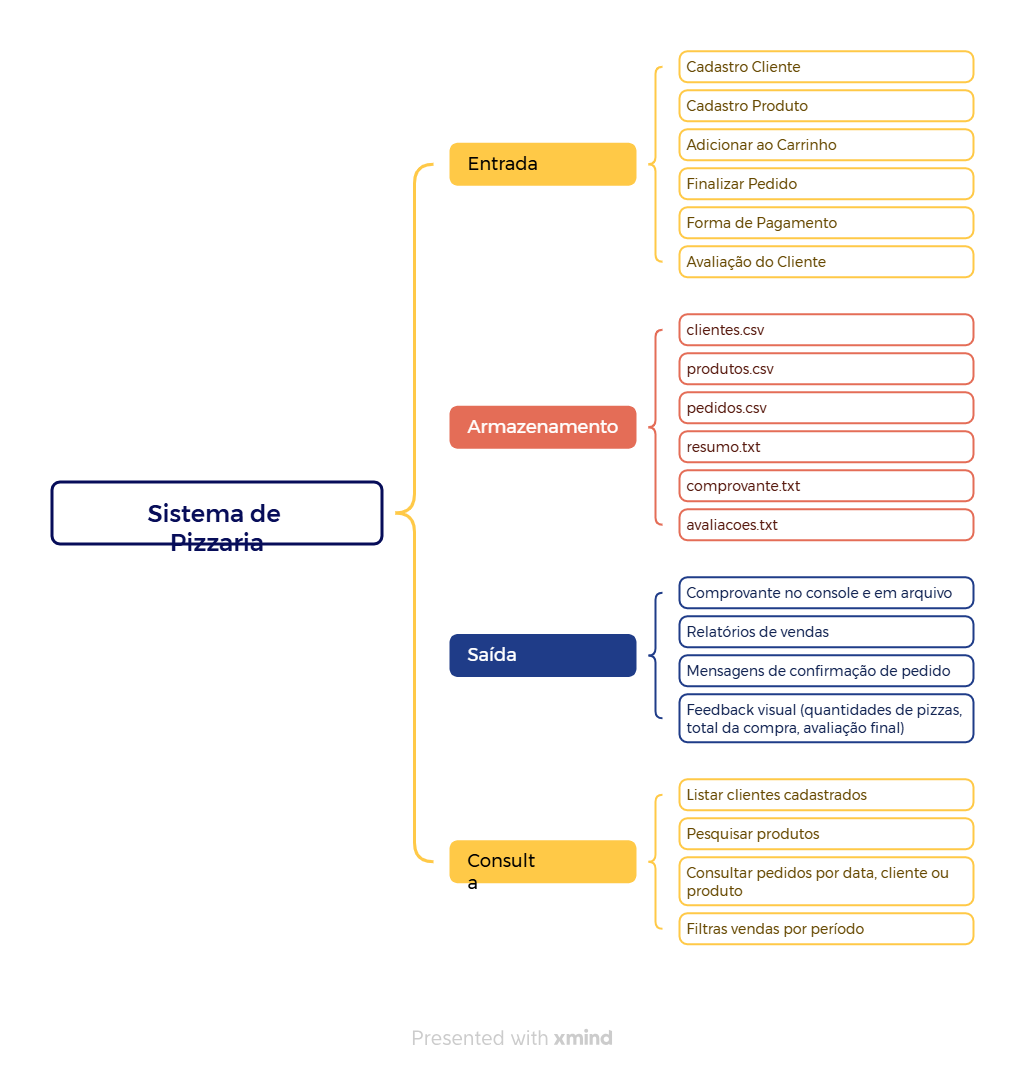 Sistema de
Pizzaria
Entrada
Cadastro Cliente
Cadastro Produto
Adicionar ao Carrinho
Finalizar Pedido
Forma de Pagamento
Avaliação do Cliente
Armazenamento
clientes.csv
produtos.csv
pedidos.csv
resumo.txt
comprovante.txt
avaliacoes.txt
Saída
Comprovante no console e em arquivo
Relatórios de vendas
Mensagens de confirmação de pedido
Feedback visual (quantidades de pizzas,
total da compra, avaliação final)
Consult
a
Listar clientes cadastrados
Pesquisar produtos
Consultar pedidos por data, cliente ou
produto
Filtras vendas por período
Presented with xmind